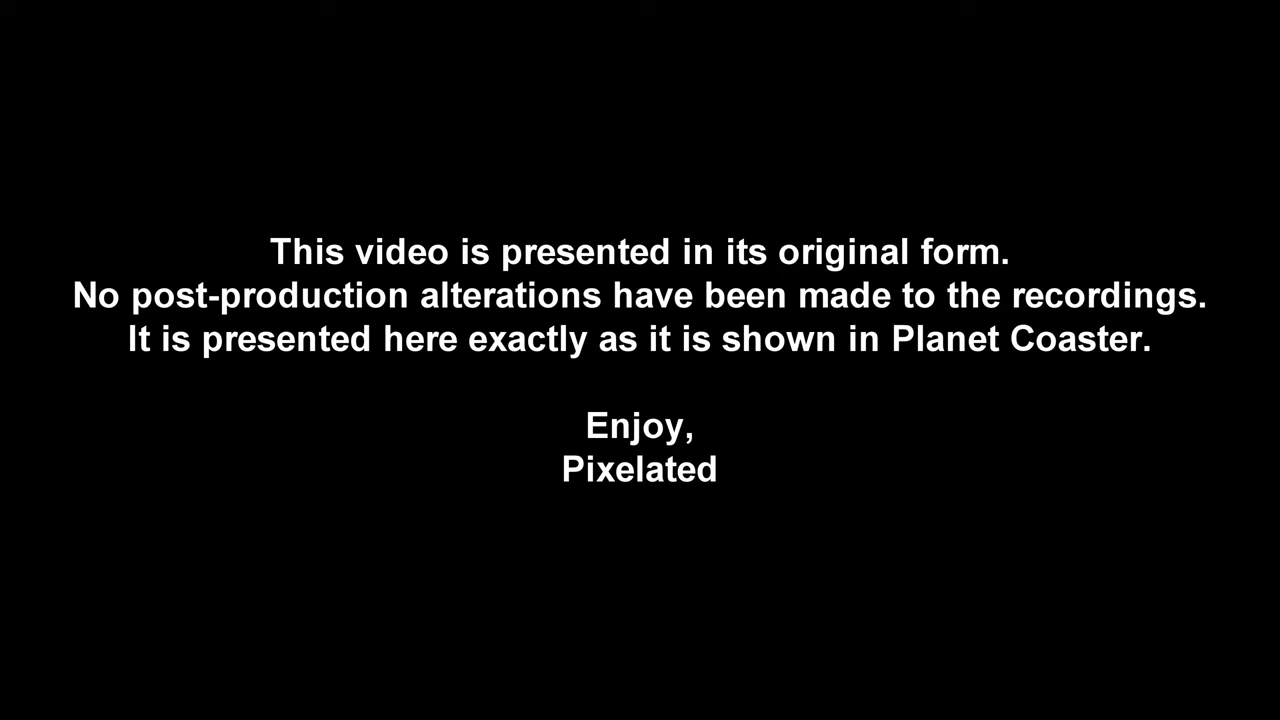 This video is presented in its original form.
No post-production alterations have been made to the recordings.
It is presented here exactly as it is shown in Planet Coaster.
Enjoy,
Pixelated